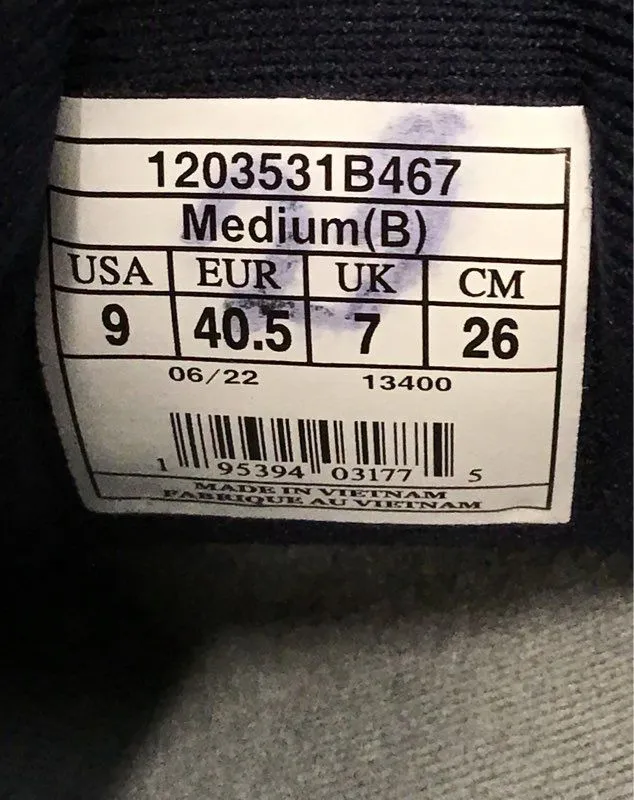 1203531B467
Medium(B)
USA EUR UK CM
9 40.5 7 26
06/22 13400
1 95394 03177 5
MADE IN VIETNAM
FABRIQUE AU VIETNAM